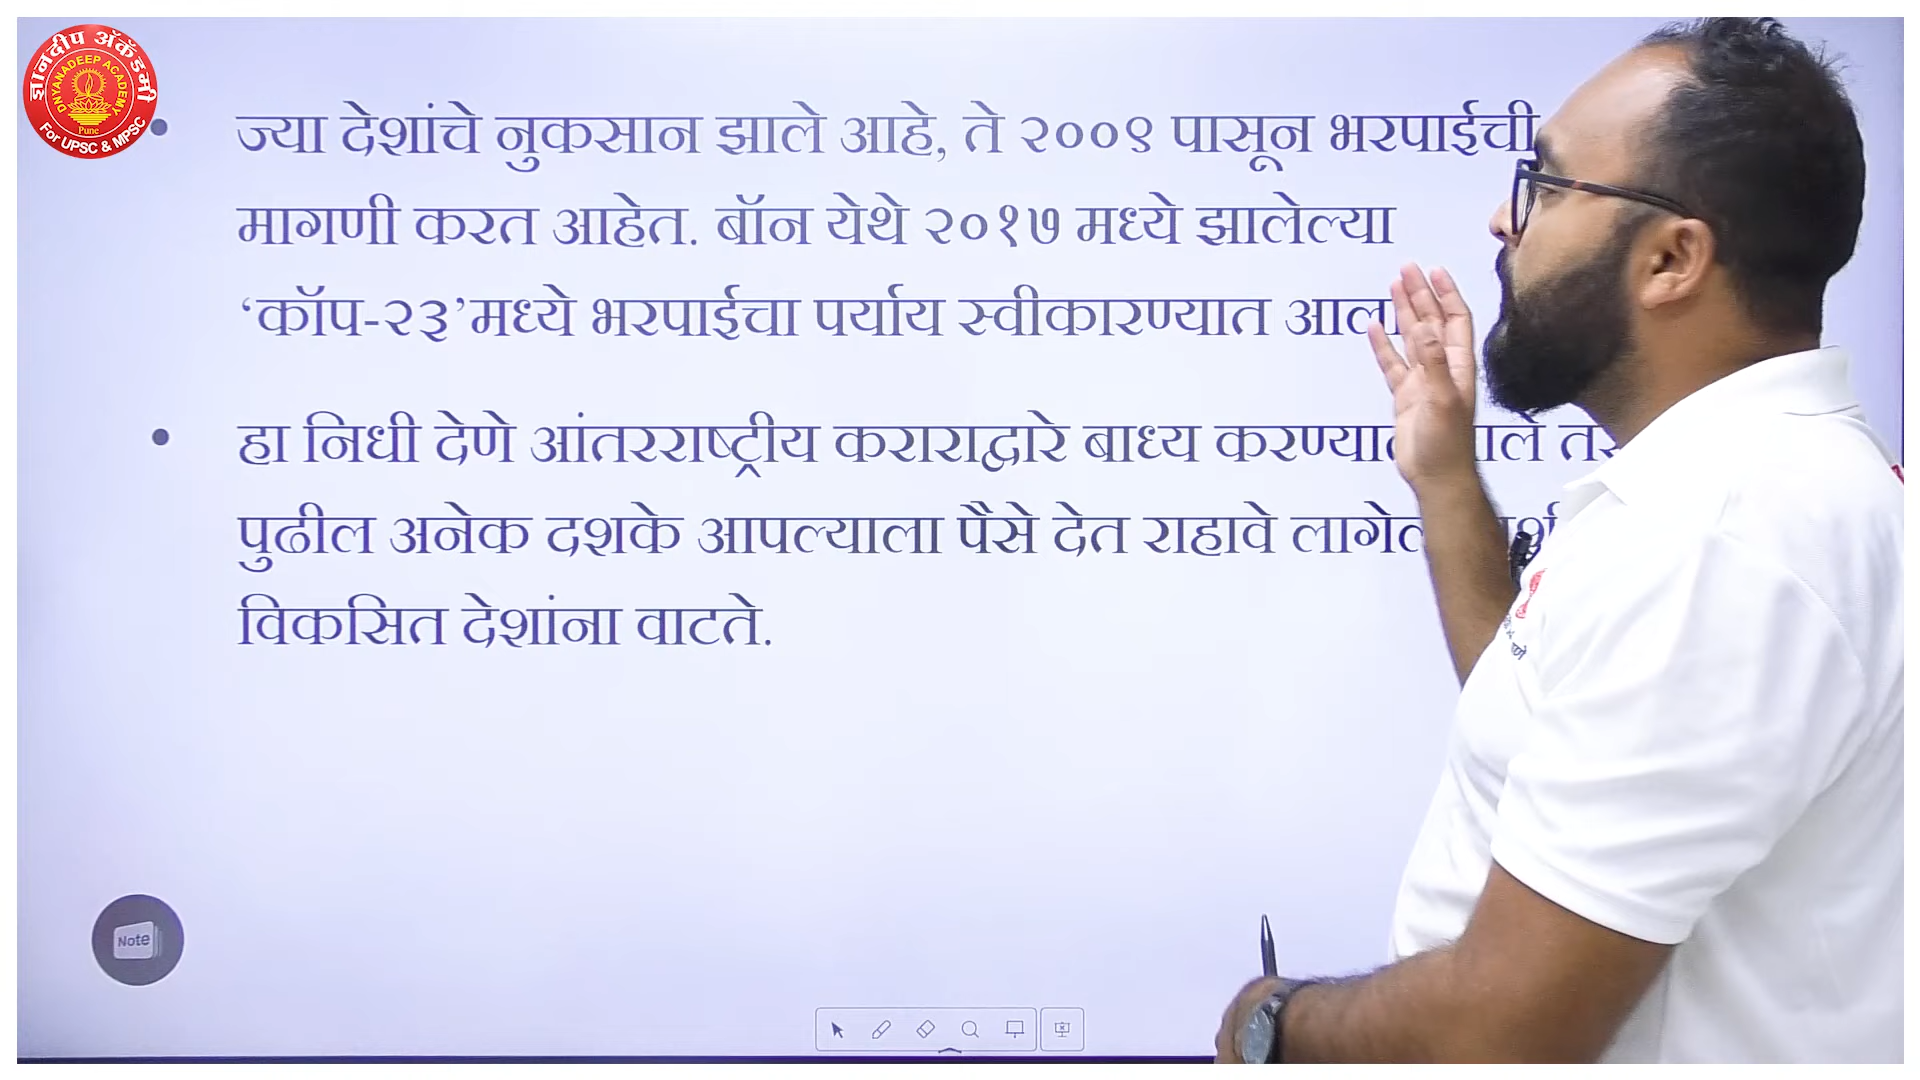 ज्ञानदीप अ‍ॅकॅडमी
DNYANADEEP ACADEMY
Pune
For UPSC & MPSC
ज्या देशांचे नुकसान झाले आहे, ते २००९ पासून भरपाईची
मागणी करत आहेत. बॉन येथे २०१७ मध्ये झालेल्या
‘कॉप-२३’मध्ये भरपाईचा पर्याय स्वीकारण्यात
हा निधी देणे आंतरराष्ट्रीय कराराद्वारे बाध्य
पुढील अनेक दशके आपल्याला पैसे देत राहावे
विकसित देशांना वाटते.
Note